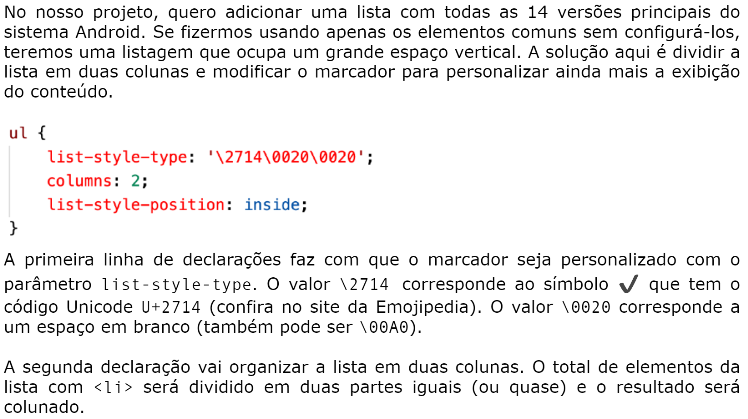 No nosso projeto, quero adicionar uma lista com todas as 14 versões principais do
sistema Android. Se fizermos usando apenas os elementos comuns sem configurá-los,
teremos uma listagem que ocupa um grande espaço vertical. A solução aqui é dividir a
lista em duas colunas e modificar o marcador para personalizar ainda mais a exibição
do conteúdo.
ul {
    list-style-type: '\2714\0020\0020';
    columns: 2;
    list-style-position: inside;
}
A primeira linha de declarações faz com que o marcador seja personalizado com o
parâmetro list-style-type. O valor \2714 corresponde ao símbolo ✔ que tem o
código Unicode U+2714 (confira no site da Emojipedia). O valor \0020 corresponde a
um espaço em branco (também pode ser \00A0).
A segunda declaração vai organizar a lista em duas colunas. O total de elementos da
lista com <li> será dividido em duas partes iguais (ou quase) e o resultado será
colunado.